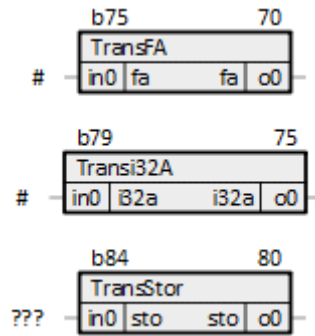 b75 70
TransFA
# in0 fa fa o0
b79 75
Transi32A
# in0 i32a i32a o0
b84 80
TransStor
??? in0 sto sto o0